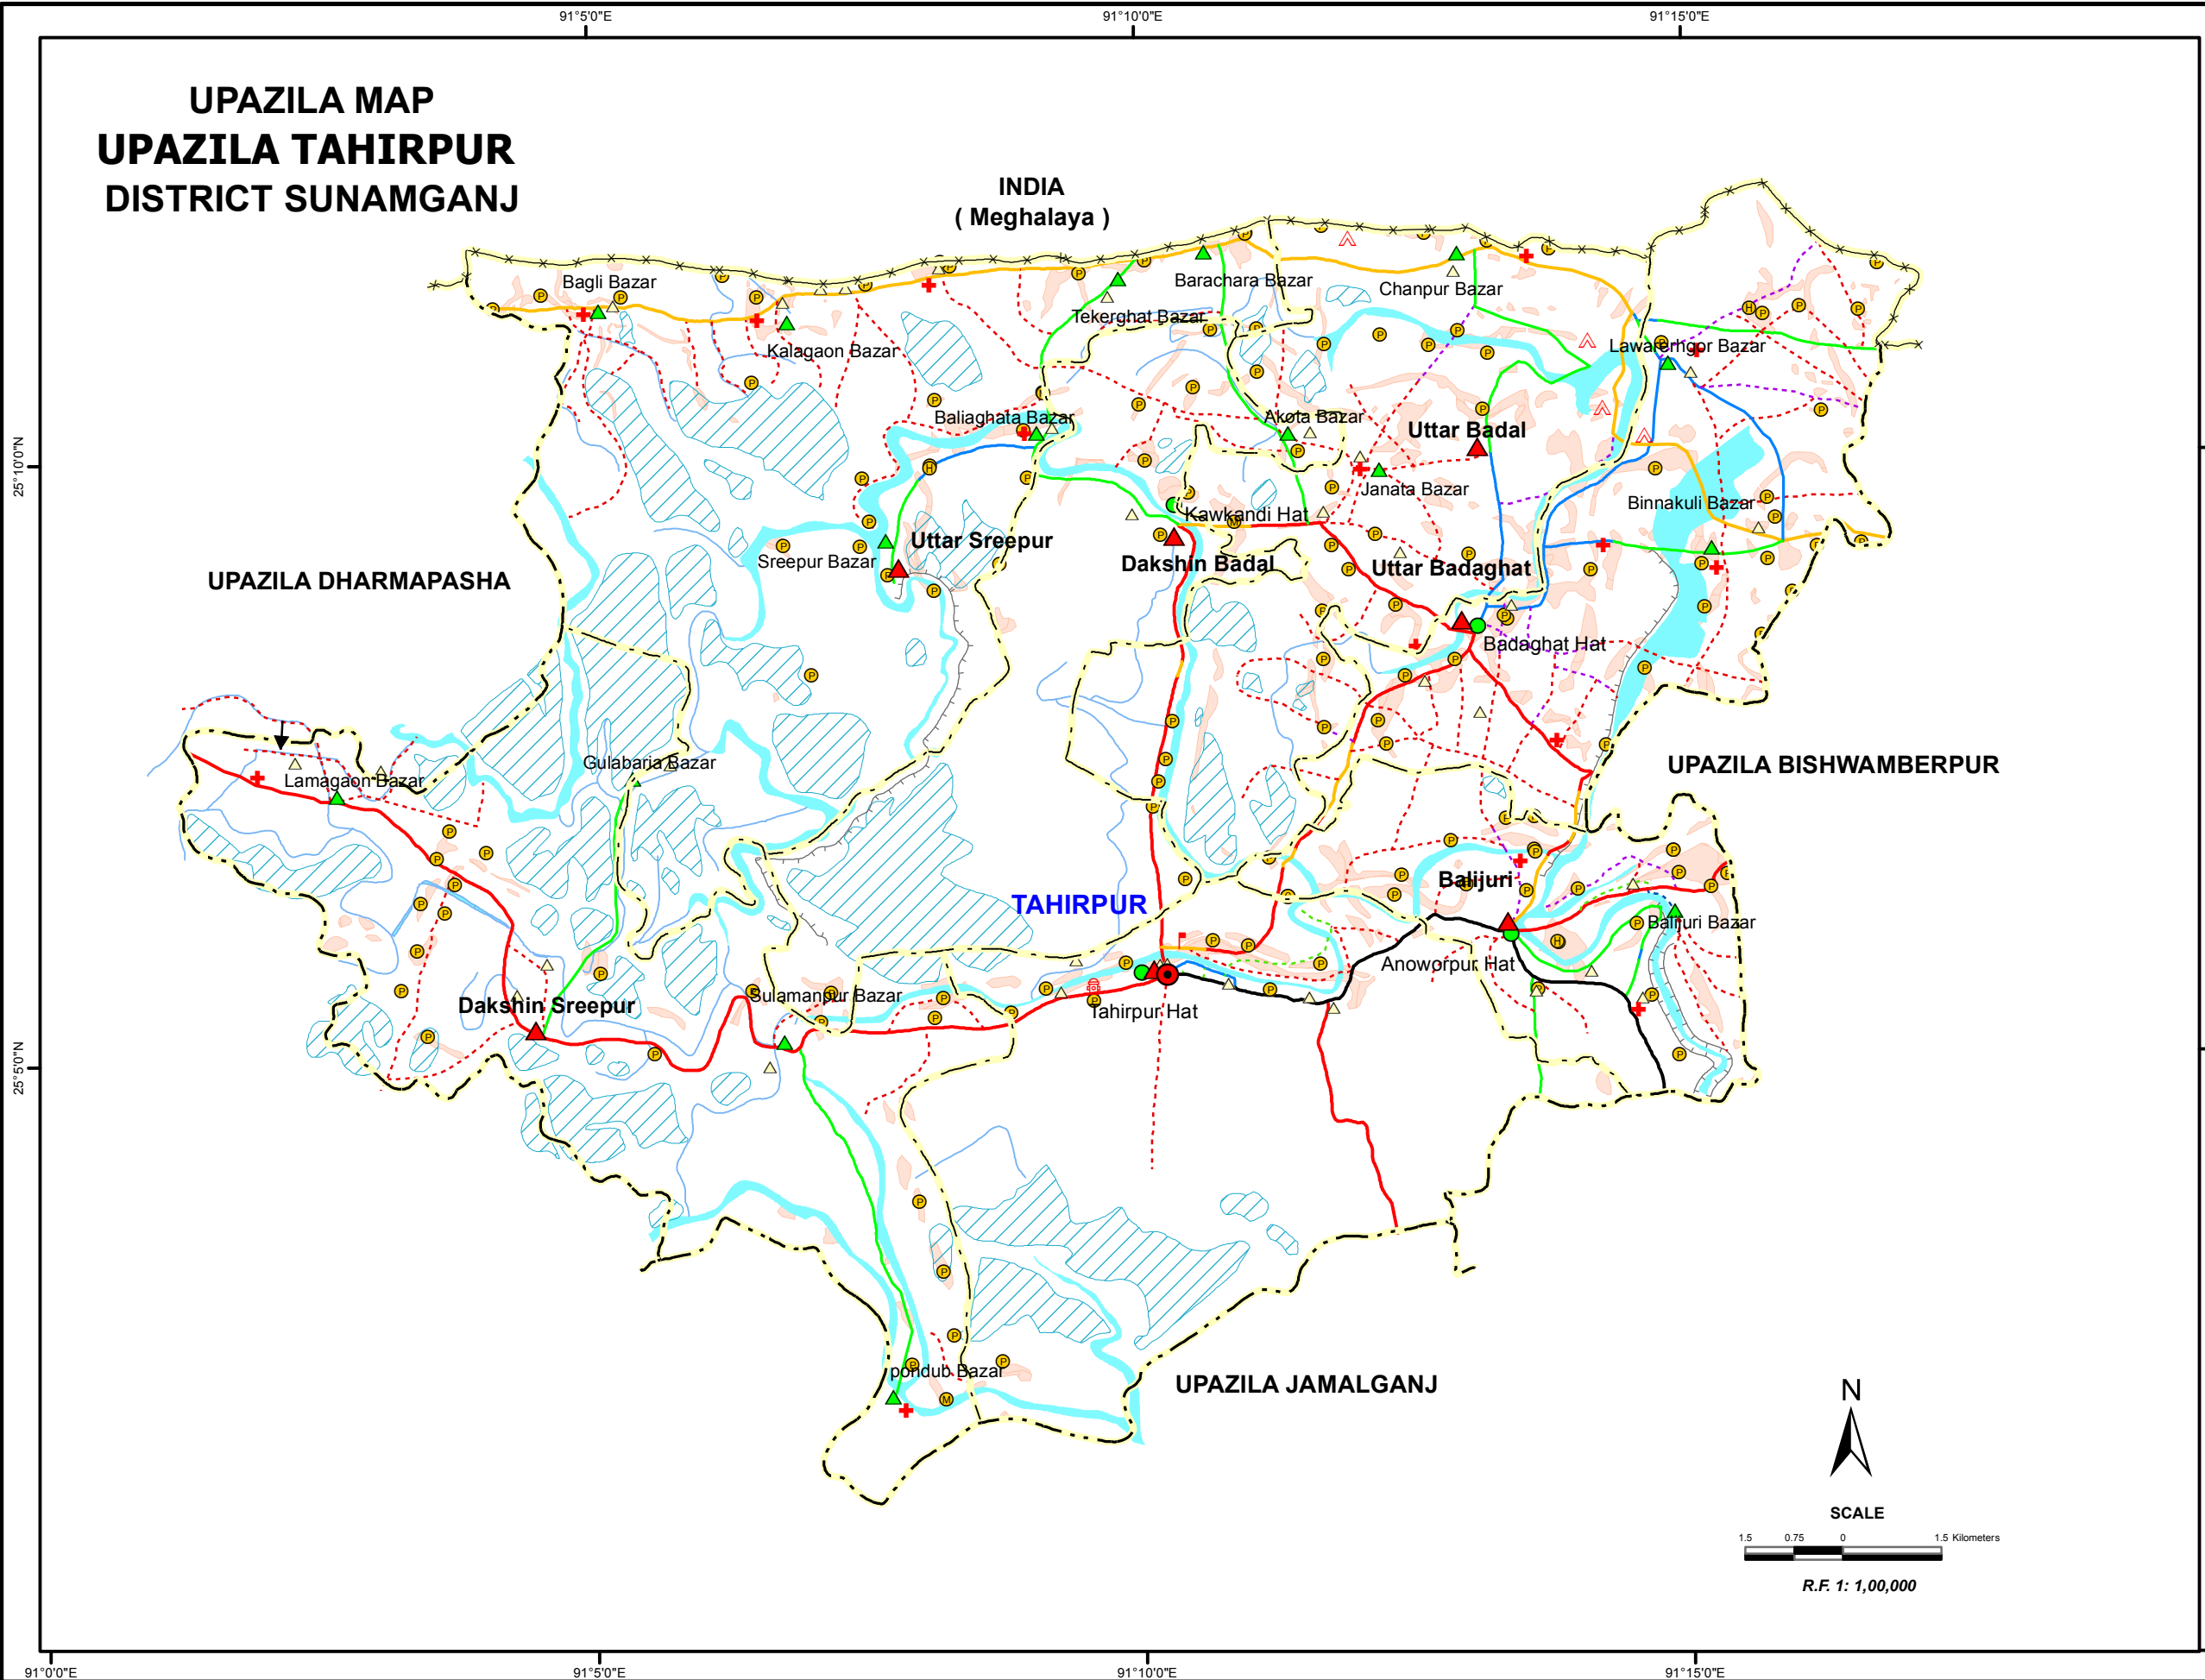 91°5'0"E
91°10'0"E
91°15'0"E
UPAZILA MAP
UPAZILA TAHIRPUR
DISTRICT SUNAMGANJ
INDIA
( Meghalaya )
Bagli Bazar
Barachara Bazar
Chanpur Bazar
Tekerghat Bazar
Kalagaon Bazar
Lawarerngor Bazar
Baliaghata Bazar
Akota Bazar
Uttar Badal
25°10'0"N
Janata Bazar
Binnakuli Bazar
Kawkandi Hat
Uttar Sreepur
Sreepur Bazar
Dakshin Badal
Uttar Badaghat
UPAZILA DHARMAPASHA
Badaghat Hat
Gulabaria Bazar
UPAZILA BISHWAMBERPUR
Lamagaon Bazar
Balijuri
TAHIRPUR
Balijuri Bazar
Anoworpur Hat
Sulamanpur Bazar
Dakshin Sreepur
Tahirpur Hat
25°5'0"N
pondub Bazar
UPAZILA JAMALGANJ
N
SCALE
1.5 0.75 0 1.5 Kilometers
R.F. 1: 1,00,000
91°0'0"E
91°5'0"E
91°10'0"E
91°15'0"E